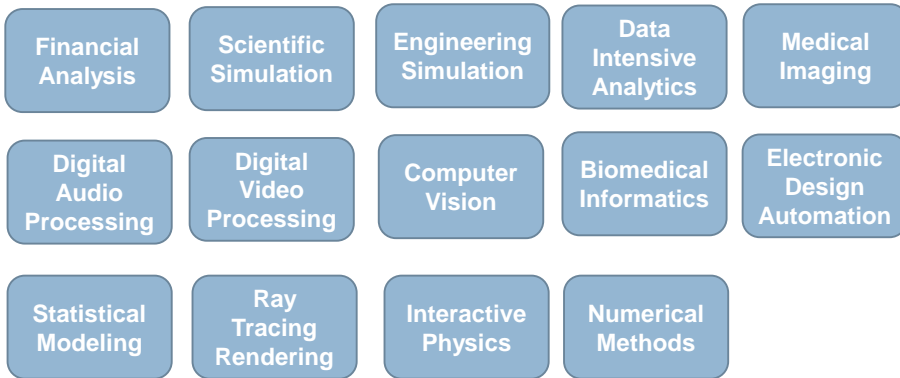 Financial
Analysis
Scientific
Simulation
Engineering
Simulation
Data
Intensive
Analytics
Medical
Imaging
Digital
Audio
Processing
Digital
Video
Processing
Computer
Vision
Biomedical
Informatics
Electronic
Design
Automation
Statistical
Modeling
Ray
Tracing
Rendering
Interactive
Physics
Numerical
Methods